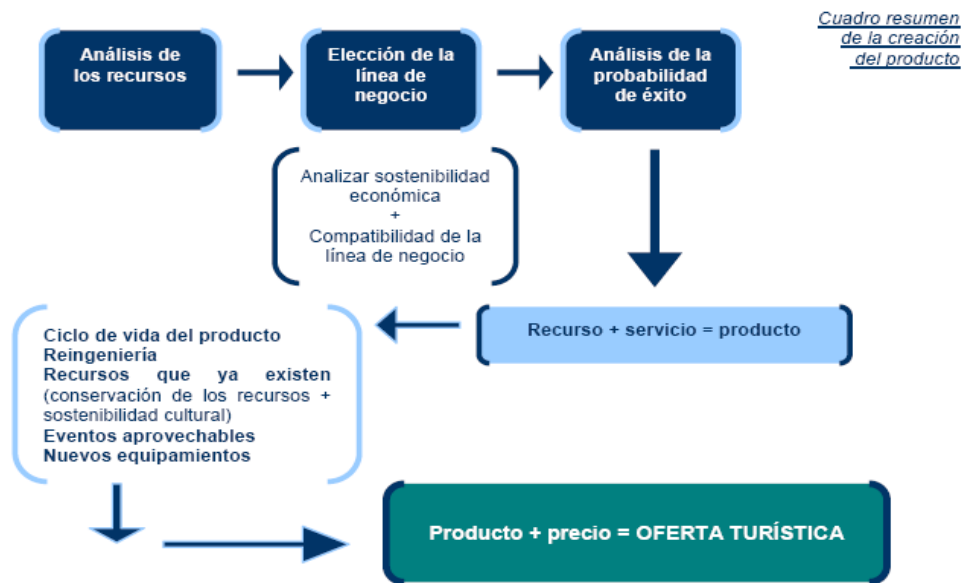 Cuadro resumen
de la creación
del producto
Análisis de
los recursos
Elección de la
línea de
negocio
Análisis de la
probabilidad
de éxito
Analizar sostenibilidad
económica
+
Compatibilidad de la
línea de negocio
Recurso + servicio = producto
Ciclo de vida del producto
Reingeniería
Recursos que ya existen
(conservación de los recursos +
sostenibilidad cultural)
Eventos aprovechables
Nuevos equipamientos
Producto + precio = OFERTA TURÍSTICA